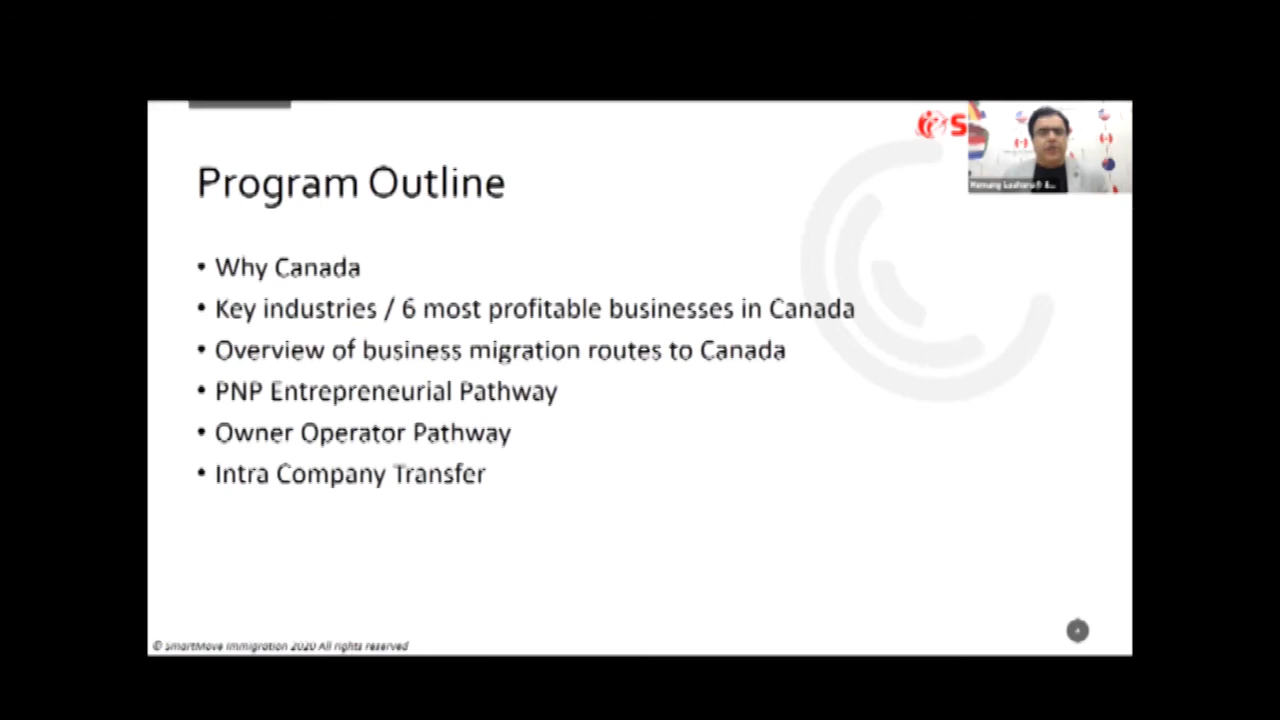 Program Outline
• Why Canada
• Key industries / 6 most profitable businesses in Canada
• Overview of business migration routes to Canada
• PNP Entrepreneurial Pathway
• Owner Operator Pathway
• Intra Company Transfer
© SmartMove Immigration 2020 All rights reserved